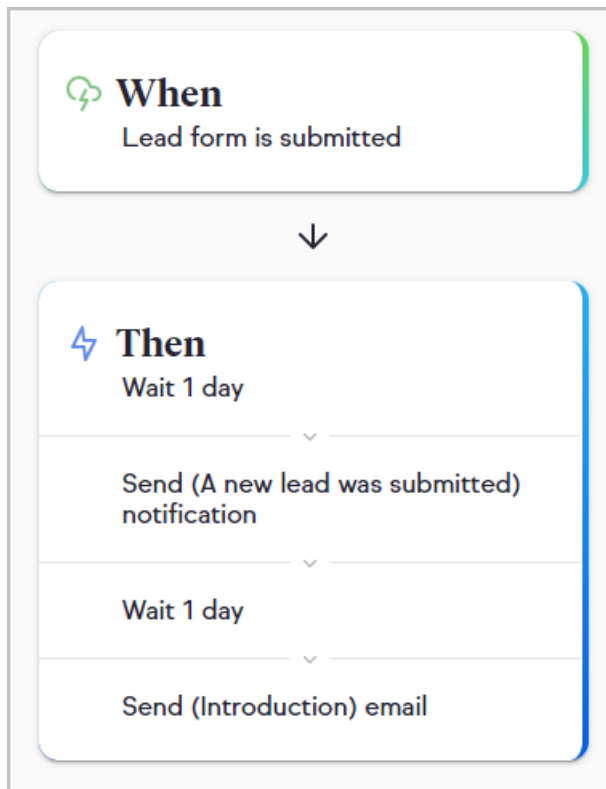 When
Lead form is submitted
Then
Wait 1 day
Send (A new lead was submitted)
notification
Wait 1 day
Send (Introduction) email